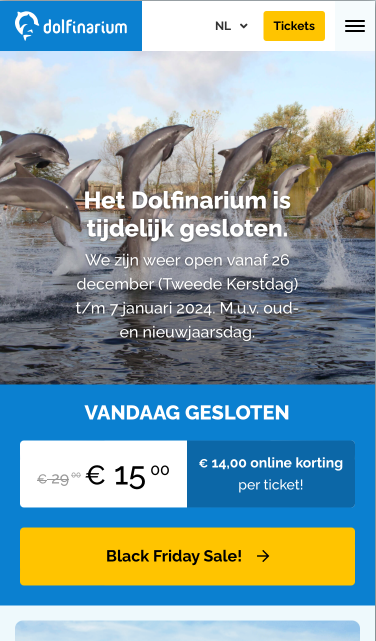 dolfinarium
NL
Tickets
Het Dolfinarium is
tijdelijk gesloten.
We zijn weer open vanaf 26
december (Tweede Kerstdag)
t/m 7 januari 2024. M.u.v. oud-
en nieuwjaarsdag.
VANDAAG GESLOTEN
€ 29 00 € 15 00
€ 14,00 online korting
per ticket!
Black Friday Sale! →